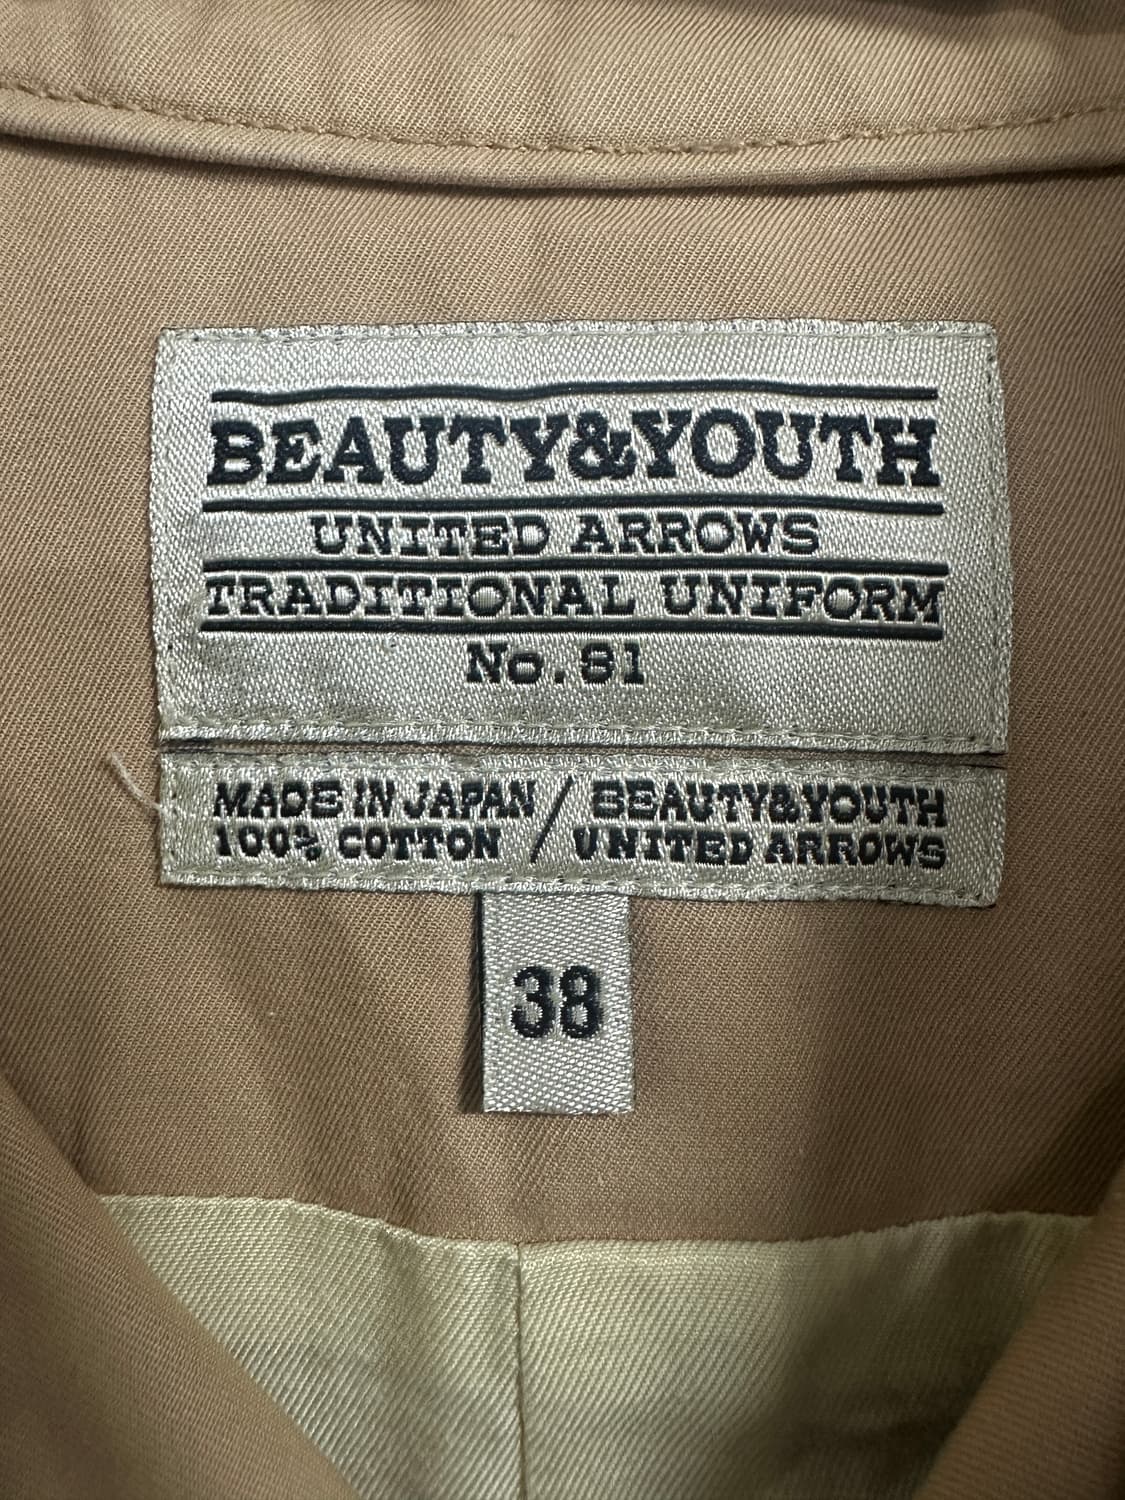 BEAUTY&YOUTH
UNITED ARROWS
TRADITIONAL UNIFORM
No. 81
MADE IN JAPAN / BEAUTY&YOUTH
100% COTTON / UNITED ARROWS
38